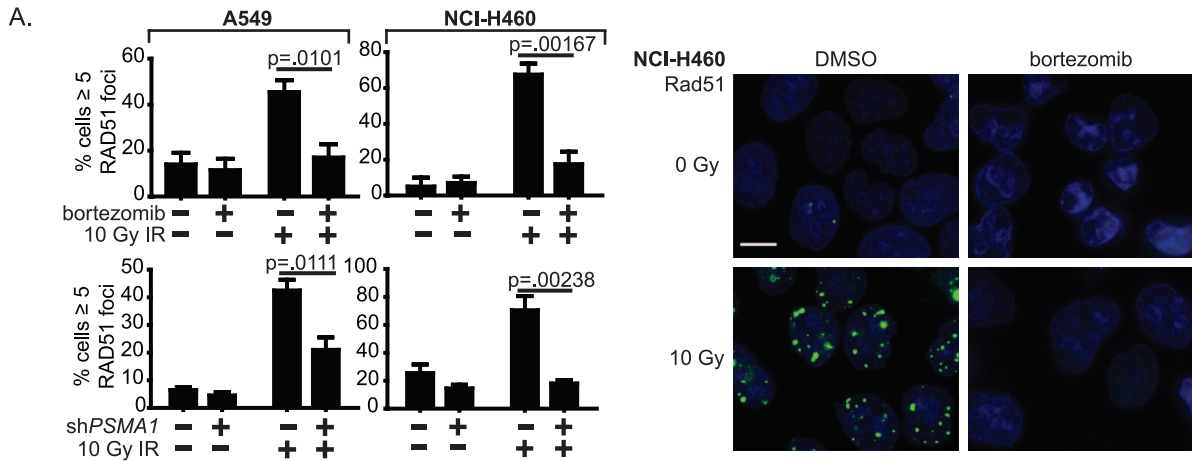 A.
A549
NCI-H460
% cells ≥ 5
RAD51 foci
60
40
20
0
p=.0101
80
60
40
20
0
p=.00167
bortezomib − + − + − + − +
10 Gy IR − − + + − − + +
% cells ≥ 5
RAD51 foci
50
40
30
20
10
0
p=.0111
100
80
60
40
20
0
p=.00238
shPSMA1 − + − + − + − +
10 Gy IR − − + + − − + +
NCI-H460 DMSO bortezomib
Rad51
0 Gy
10 Gy